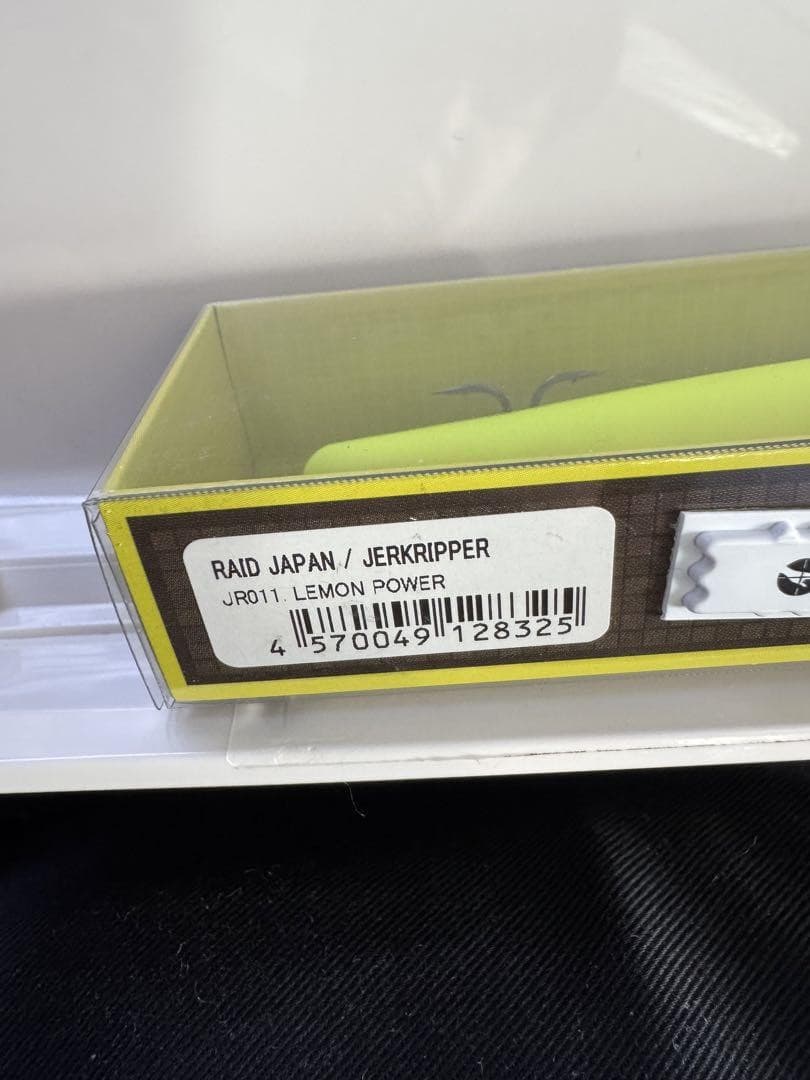 RAID JAPAN / JERKRIPPER
JR011. LEMON POWER
4 570049 128325